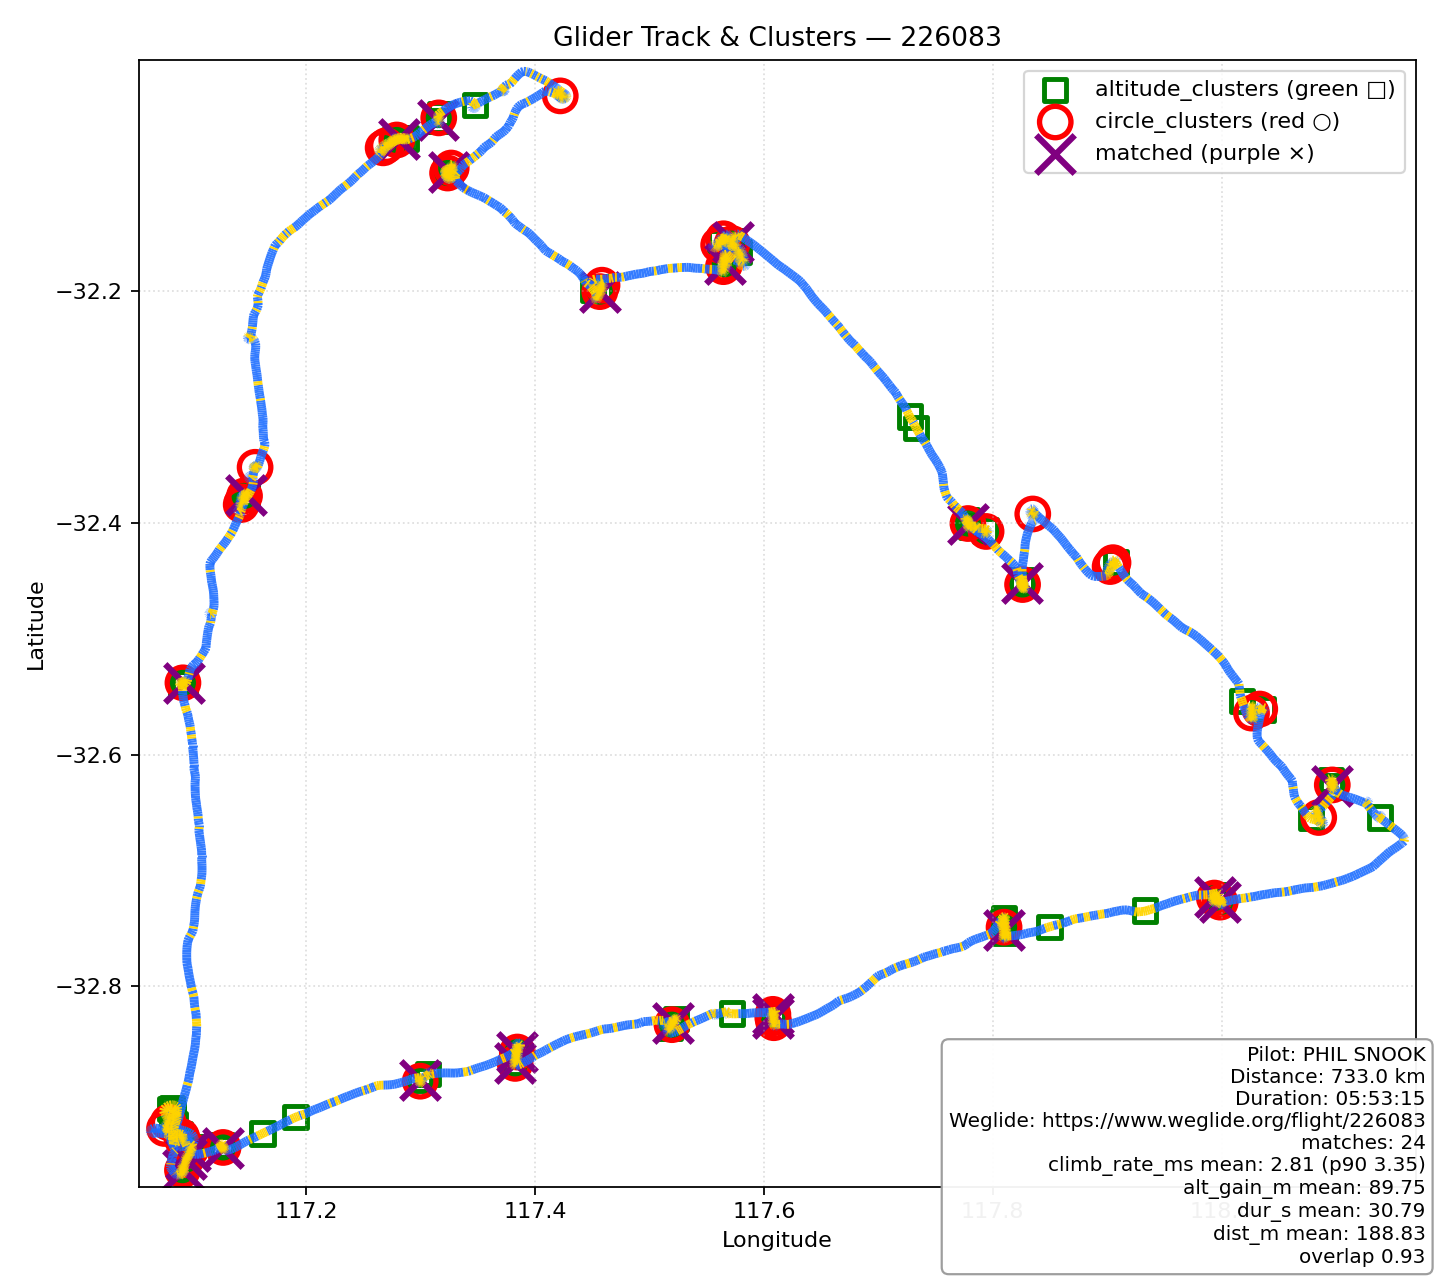 Glider Track & Clusters — 226083
altitude_clusters (green □)
circle_clusters (red ○)
matched (purple ×)
Latitude
−32.2
−32.4
−32.6
−32.8
117.2
117.4
117.6
117.8
118
Longitude
Pilot: PHIL SNOOK
Distance: 733.0 km
Duration: 05:53:15
Weglide: https://www.weglide.org/flight/226083
matches: 24
climb_rate_ms mean: 2.81 (p90 3.35)
alt_gain_m mean: 89.75
dur_s mean: 30.79
dist_m mean: 188.83
overlap 0.93